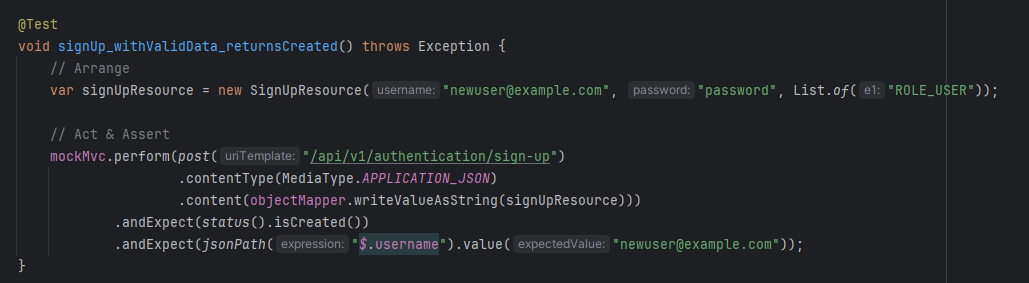 @Test
void signUp_withValidData_returnsCreated() throws Exception {
    // Arrange
    var signUpResource = new SignUpResource( username: "newuser@example.com", password: "password", List.of( e1: "ROLE_USER"));

    // Act & Assert
    mockMvc.perform(post( uriTemplate: "/api/v1/authentication/sign-up")
                    .contentType(MediaType.APPLICATION_JSON)
                    .content(objectMapper.writeValueAsString(signUpResource)))
            .andExpect(status().isCreated())
            .andExpect(jsonPath( expression: "$.username").value( expectedValue: "newuser@example.com"));
}